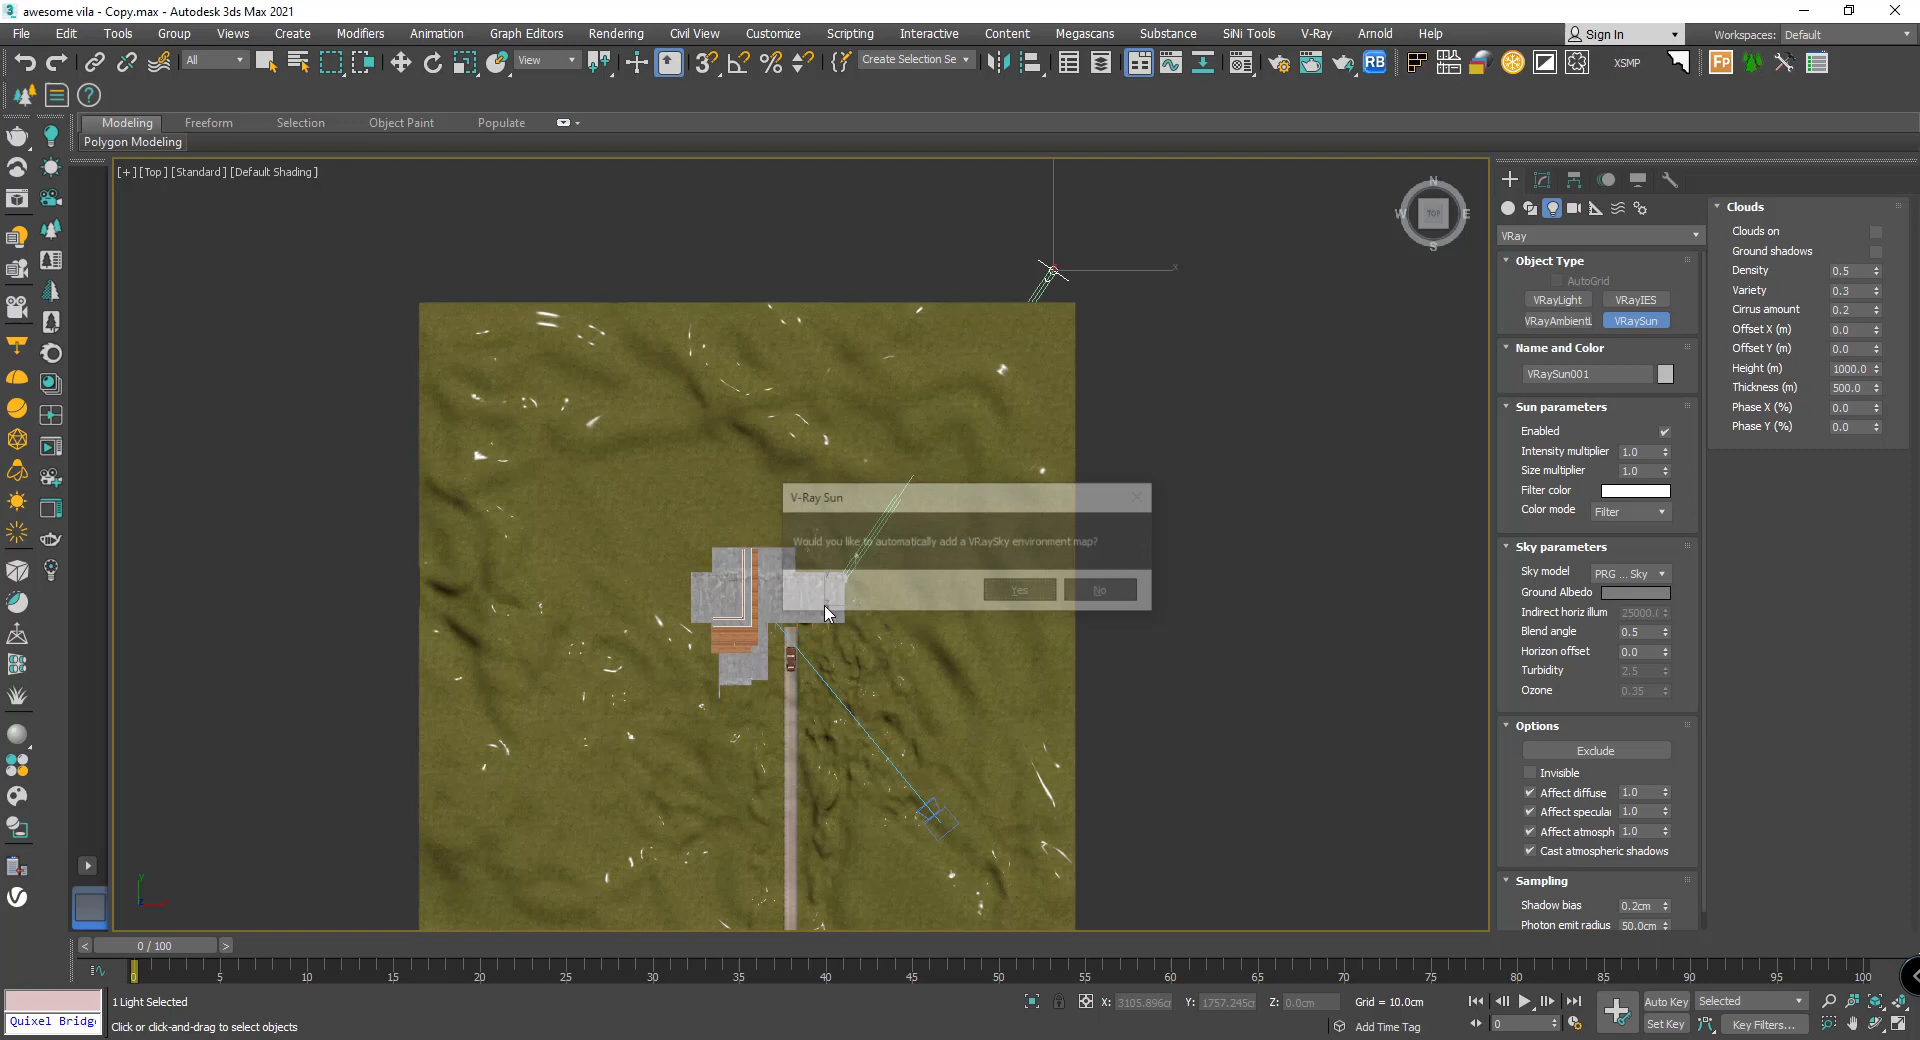 awesome vila - Copy.max - Autodesk 3ds Max 2021
File Edit Tools Group Views Create Modifiers Animation Graph Editors Rendering Civil View Customize Scripting Interactive Content Megascans Substance SiNi Tools V-Ray Arnold Help Sign In Workspaces: Default
All View Create Selection Se RB XSMP Fp
Modeling Freeform Selection Object Paint Populate
Polygon Modeling
[+] [Top] [Standard] [Default Shading]
N
W TOP E
S
x
VRay
Object Type
AutoGrid
VRayLight VRayIES
VRayAmbientL VRaySun
Name and Color
VRaySun001
Sun parameters
Enabled
Intensity multiplier 1.0
Size multiplier 1.0
Filter color
Color mode Filter
Sky parameters
Sky model PRG ... Sky
Ground Albedo
Indirect horiz illum 25000.(
Blend angle 0.5
Horizon offset 0.0
Turbidity 2.5
Ozone 0.35
Options
Exclude
Invisible
Affect diffuse 1.0
Affect specular 1.0
Affect atmosph 1.0
Cast atmospheric shadows
Sampling
Shadow bias 0.2cm
Photon emit radius 50.0cm
Clouds
Clouds on
Ground shadows
Density 0.5
Variety 0.3
Cirrus amount 0.2
Offset X (m) 0.0
Offset Y (m) 0.0
Height (m) 1000.0
Thickness (m) 500.0
Phase X (%) 0.0
Phase Y (%) 0.0
V-Ray Sun
Would you like to automatically add a VRaySky environment map?
Yes No
< 0 / 100 >
0 5 10 15 20 25 30 35 40 45 50 55 60 65 70 75 80 85 90 95 100
1 Light Selected X: 3105.896cm Y: 1757.245cm Z: 0.0cm Grid = 10.0cm Auto Key Selected
Quixel Bridge Click or click-and-drag to select objects Add Time Tag 0 Set Key Key Filters...